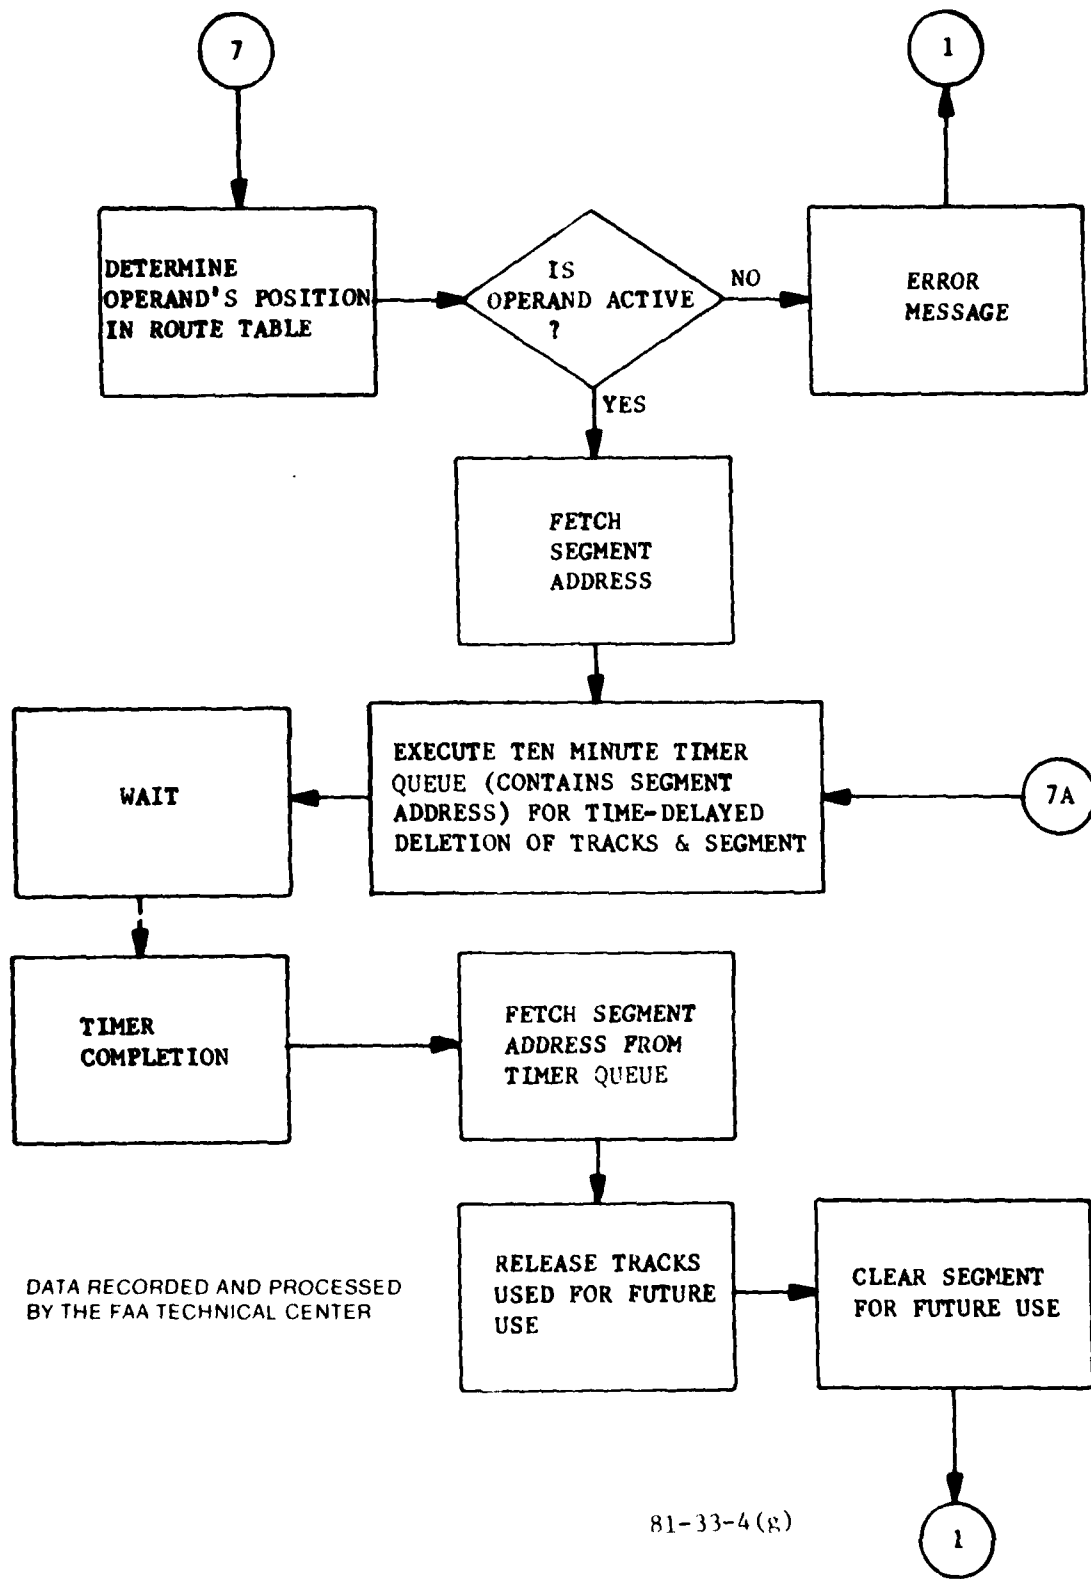 7
1
DETERMINE
OPERAND'S POSITION
IN ROUTE TABLE
IS
OPERAND ACTIVE
?
NO
ERROR
MESSAGE
YES
FETCH
SEGMENT
ADDRESS
WAIT
EXECUTE TEN MINUTE TIMER
QUEUE (CONTAINS SEGMENT
ADDRESS) FOR TIME-DELAYED
DELETION OF TRACKS & SEGMENT
7A
TIMER
COMPLETION
FETCH SEGMENT
ADDRESS FROM
TIMER QUEUE
RELEASE TRACKS
USED FOR FUTURE
USE
CLEAR SEGMENT
FOR FUTURE USE
DATA RECORDED AND PROCESSED
BY THE FAA TECHNICAL CENTER
81-33-4(g)
1